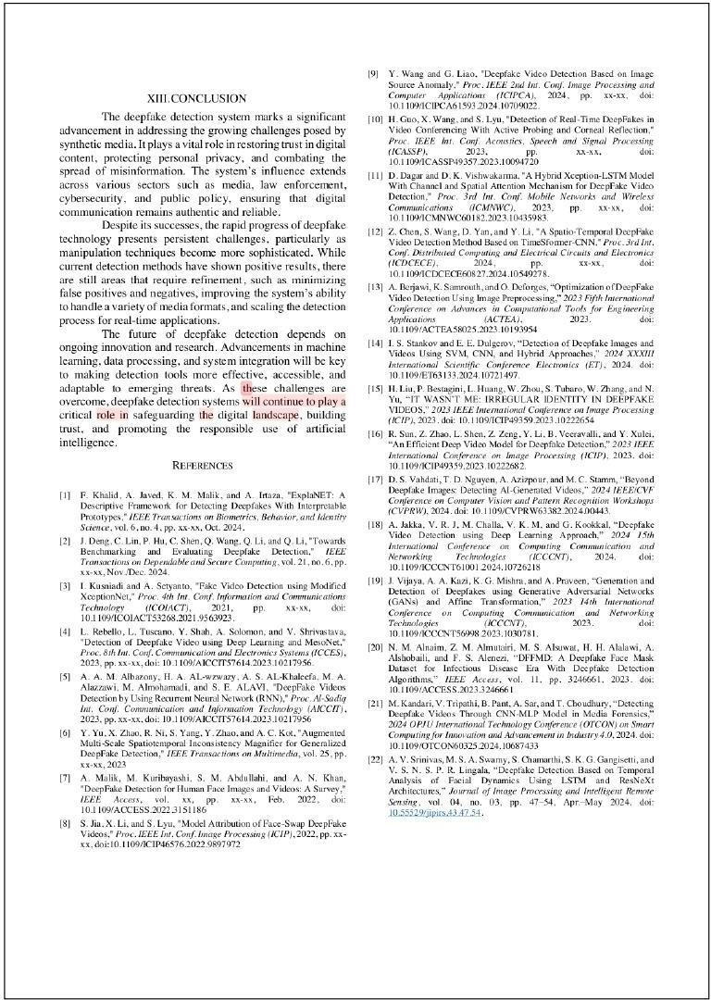 XIII.CONCLUSION
The deepfake detection system marks a significant
advancement in addressing the growing challenges posed by
synthetic media. It plays a vital role in restoring trust in digital
content, protecting personal privacy, and combating the
spread of misinformation. The system's influence extends
across various sectors such as media, law enforcement,
cybersecurity, and public policy, ensuring that digital
communication remains authentic and reliable.
Despite its successes, the rapid progress of deepfake
technology presents persistent challenges, particularly as
manipulation techniques become more sophisticated. While
current detection methods have shown positive results, there
are still areas that require refinement, such as minimizing
false positives and negatives, improving the system's ability
to handle a variety of media formats, and scaling the detection
process for real-time applications.
The future of deepfake detection depends on
ongoing innovation and research. Advancements in machine
learning, data processing, and system integration will be key
to making detection tools more effective, accessible, and
adaptable to emerging threats. As these challenges are
overcome, deepfake detection systems will continue to play a
critical role in safeguarding the digital landscape, building
trust, and promoting the responsible use of artificial
intelligence.
REFERENCES
[1] F. Khalid, A. Javed, K. M. Malik, and A. Irtaza, "ExplaNET: A
Descriptive Framework for Detecting Deepfakes With Interpretable
Prototypes," IEEE Transactions on Biometrics, Behavior, and Identity
Science, vol. 6, no. 4, pp. xx-xx, Oct. 2024.
[2] J. Deng, C. Lin, P. Hu, C. Shen, Q. Wang, Q. Li, and Q. Li, "Towards
Benchmarking and Evaluating Deepfake Detection," IEEE
Transactions on Dependable and Secure Computing, vol. 21, no. 6, pp.
xx-xx, Nov./Dec. 2024.
[3] I. Kusniadi and A. Setyanto, "Fake Video Detection using Modified
XceptionNet," Proc. 4th Int. Conf. Information and Communications
Technology (ICOIACT), 2021, pp. xx-xx, doi:
10.1109/ICOIACT53268.2021.9563923.
[4] L. Rebello, L. Tuscano, Y. Shah, A. Solomon, and V. Shrivastava,
"Detection of Deepfake Video using Deep Learning and MesoNet,"
Proc. 8th Int. Conf. Communication and Electronics Systems (ICCES),
2023, pp. xx-xx, doi: 10.1109/AICCIT57614.2023.10217956.
[5] A. A. M. Albazony, H. A. AL-wzwazy, A. S. AL-Khaleefa, M. A.
Alazzawi, M. Almohamadi, and S. E. ALAVI, "DeepFake Videos
Detection by Using Recurrent Neural Network (RNN)," Proc. Al-Sadiq
Int. Conf. Communication and Information Technology (AICCIT),
2023, pp. xx-xx, doi: 10.1109/AICCIT57614.2023.10217956
[6] Y. Yu, X. Zhao, R. Ni, S. Yang, Y. Zhao, and A. C. Kot, "Augmented
Multi-Scale Spatiotemporal Inconsistency Magnifier for Generalized
DeepFake Detection," IEEE Transactions on Multimedia, vol. 25, pp.
xx-xx, 2023
[7] A. Malik, M. Kuribayashi, S. M. Abdullahi, and A. N. Khan,
"DeepFake Detection for Human Face Images and Videos: A Survey,"
IEEE Access, vol. xx, pp. xx-xx, Feb. 2022, doi:
10.1109/ACCESS.2022.3151186
[8] S. Jia, X. Li, and S. Lyu, "Model Attribution of Face-Swap DeepFake
Videos," Proc. IEEE Int. Conf. Image Processing (ICIP), 2022, pp. xx-
xx, doi:10.1109/ICIP46576.2022.9897972
[9] Y. Wang and G. Liao, "Deepfake Video Detection Based on Image
Source Anomaly," Proc. IEEE 2nd Int. Conf. Image Processing and
Computer Applications (ICIPCA), 2024, pp. xx-xx, doi:
10.1109/ICIPCA61593.2024.10709022.
[10] H. Guo, X. Wang, and S. Lyu, "Detection of Real-Time DeepFakes in
Video Conferencing With Active Probing and Corneal Reflection,"
Proc. IEEE Int. Conf. Acoustics, Speech and Signal Processing
(ICASSP), 2023, pp. xx-xx, doi:
10.1109/ICASSP49357.2023.10094720
[11] D. Dagar and D. K. Vishwakarma, "A Hybrid Xception-LSTM Model
With Channel and Spatial Attention Mechanism for DeepFake Video
Detection," Proc. 3rd Int. Conf. Mobile Networks and Wireless
Communications (ICMNWC), 2023, pp. xx-xx, doi:
10.1109/ICMNWC60182.2023.10435983.
[12] Z. Chen, S. Wang, D. Yan, and Y. Li, "A Spatio-Temporal DeepFake
Video Detection Method Based on TimeSformer-CNN," Proc. 3rd Int.
Conf. Distributed Computing and Electrical Circuits and Electronics
(ICDCECE), 2024, pp. xx-xx, doi:
10.1109/ICDCECE60827.2024.10549278.
[13] A. Berjawi, K. Samrouth, and O. Deforges, “Optimization of DeepFake
Video Detection Using Image Preprocessing,” 2023 Fifth International
Conference on Advances in Computational Tools for Engineering
Applications (ACTEA), 2023. doi:
10.1109/ACTEA58025.2023.10193954
[14] I. S. Stankov and E. E. Dulgerov, “Detection of Deepfake Images and
Videos Using SVM, CNN, and Hybrid Approaches,” 2024 XXXIII
International Scientific Conference Electronics (ET), 2024. doi:
10.1109/ET63133.2024.10721497.
[15] H. Liu, P. Bestagini, L. Huang, W. Zhou, S. Tubaro, W. Zhang, and N.
Yu, “IT WASN'T ME: IRREGULAR IDENTITY IN DEEPFAKE
VIDEOS,” 2023 IEEE International Conference on Image Processing
(ICIP), 2023. doi: 10.1109/ICIP49359.2023.10222654
[16] R. Sun, Z. Zhao, L. Shen, Z. Zeng, Y. Li, B. Veeravalli, and Y. Xulei,
“An Efficient Deep Video Model for Deepfake Detection,” 2023 IEEE
International Conference on Image Processing (ICIP), 2023. doi:
10.1109/ICIP49359.2023.10222682.
[17] D. S. Vahdati, T. D. Nguyen, A. Azizpour, and M. C. Stamm, “Beyond
Deepfake Images: Detecting AI-Generated Videos,” 2024 IEEE/CVF
Conference on Computer Vision and Pattern Recognition Workshops
(CVPRW), 2024. doi: 10.1109/CVPRW63382.2024.00443.
[18] A. Jakka, V. R. J, M. Challa, V. K. M, and G. Kookkal, “Deepfake
Video Detection using Deep Learning Approach,” 2024 15th
International Conference on Computing Communication and
Networking Technologies (ICCCNT), 2024. doi:
10.1109/ICCCNT61001.2024.10726218
[19] J. Vijaya, A. A. Kazi, K. G. Mishra, and A. Praveen, “Generation and
Detection of Deepfakes using Generative Adversarial Networks
(GANs) and Affine Transformation,” 2023 14th International
Conference on Computing Communication and Networking
Technologies (ICCCNT), 2023. doi:
10.1109/ICCCNT56998.2023.1030781.
[20] N. M. Alnaim, Z. M. Almutairi, M. S. Alsuwat, H. H. Alalawi, A.
Alshobaili, and F. S. Alenezi, “DFFMD: A Deepfake Face Mask
Dataset for Infectious Disease Era With Deepfake Detection
Algorithms,” IEEE Access, vol. 11, pp. 3246661, 2023. doi:
10.1109/ACCESS.2023.3246661
[21] M. Kandari, V. Tripathi, B. Pant, A. Sar, and T. Choudhury, “Detecting
Deepfake Videos Through CNN-MLP Model in Media Forensics,”
2024 OPJU International Technology Conference (OTCON) on Smart
Computing for Innovation and Advancement in Industry 4.0, 2024. doi:
10.1109/OTCON60325.2024.10687433
[22] A. V. Srinivas, M. S. A. Swamy, S. Chamarthi, S. K. G. Gangisetti, and
V. S. N. S. P. R. Lingala, “Deepfake Detection Based on Temporal
Analysis of Facial Dynamics Using LSTM and ResNeXt
Architectures,” Journal of Image Processing and Intelligent Remote
Sensing, vol. 04, no. 03, pp. 47–54, Apr.–May 2024. doi:
10.55529/jipirs.43.47.54.